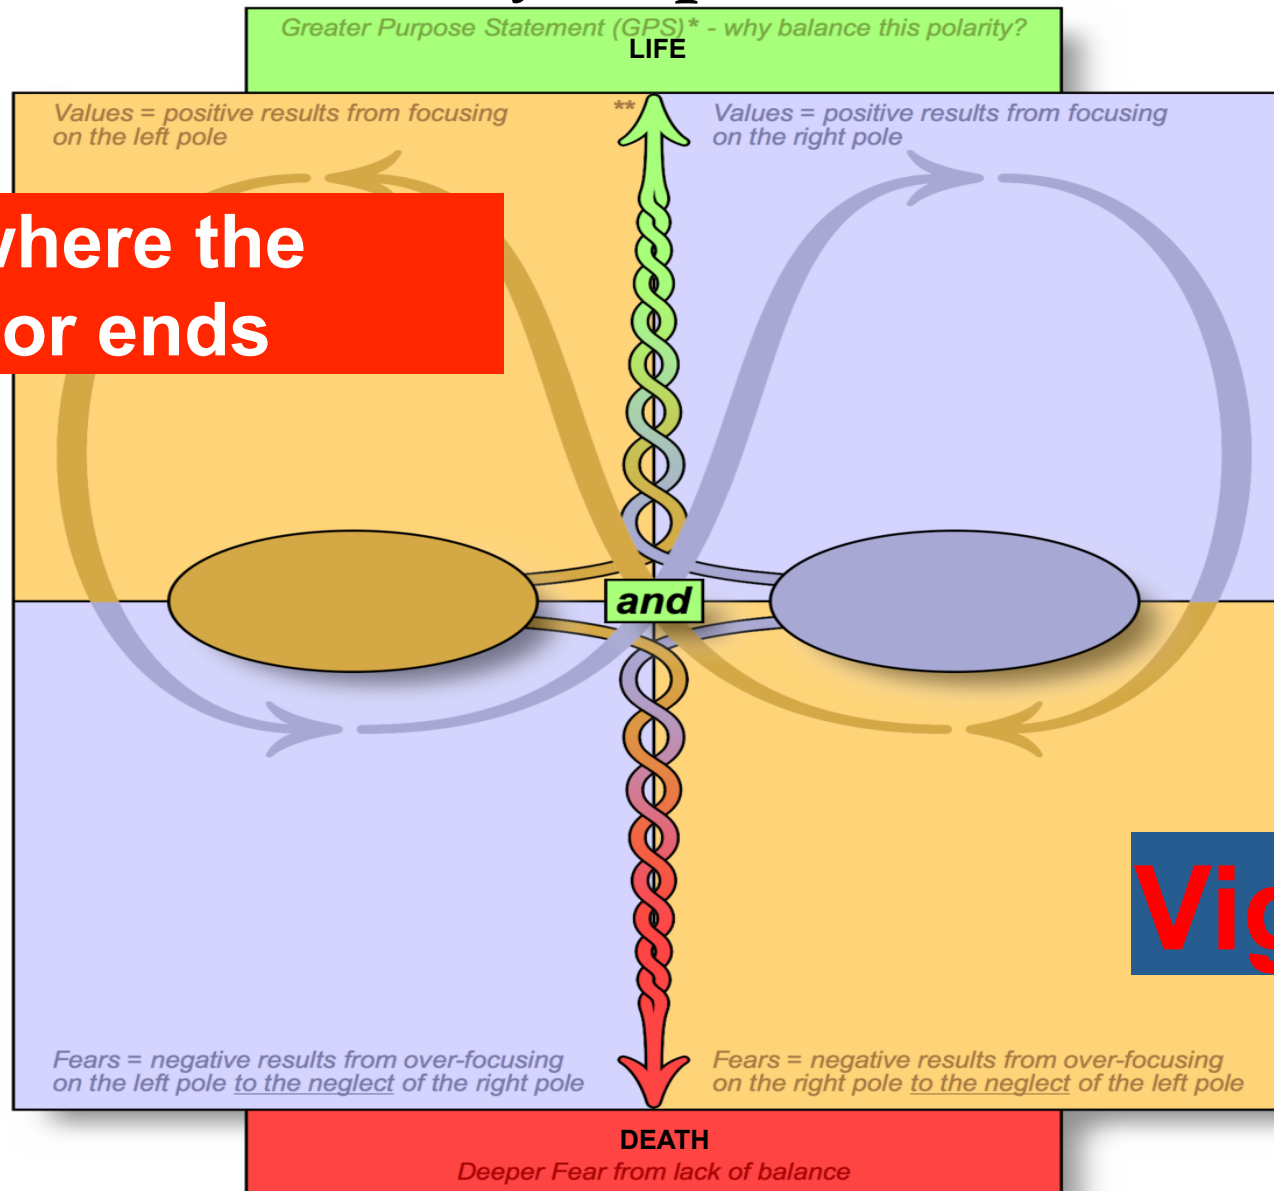 Greater Purpose Statement (GPS)* - why balance this polarity?
LIFE
Values = positive results from focusing
on the left pole
**
Values = positive results from focusing
on the right pole
where the
or ends
and
Fears = negative results from over-focusing
on the left pole to the neglect of the right pole
Fears = negative results from over-focusing
on the right pole to the neglect of the left pole
DEATH
Deeper Fear from lack of balance